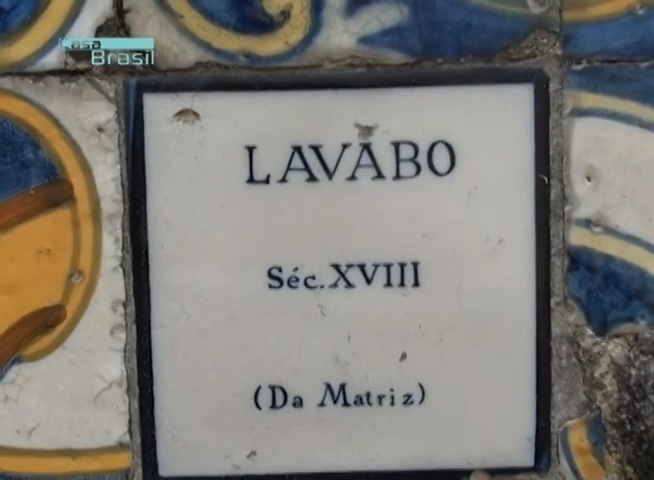 Casa
Brasil
LAVABO
Séc.XVIII
(Da Matriz)